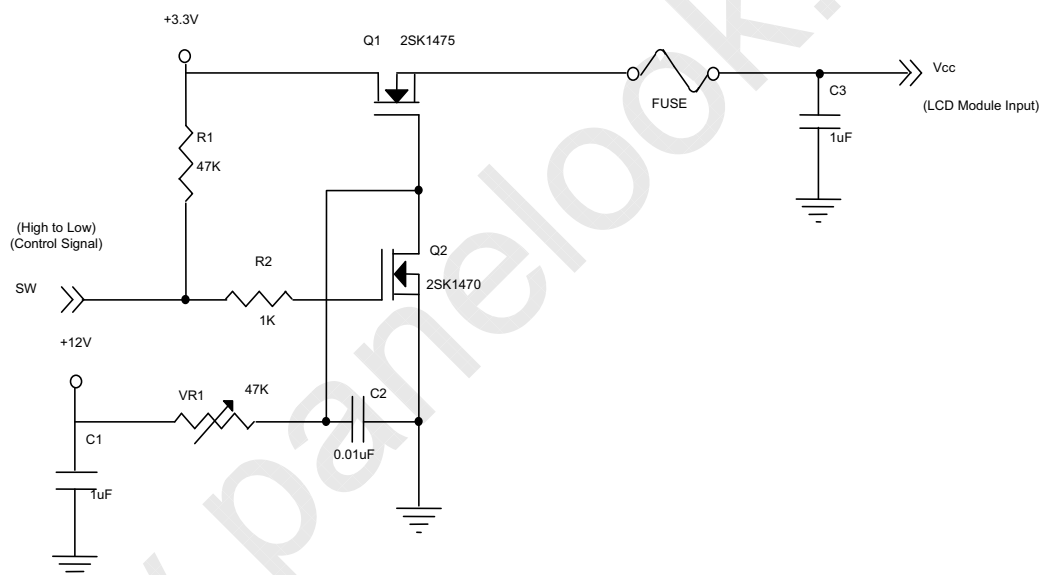 +3.3V
Q1 2SK1475
FUSE
Vcc
(LCD Module Input)
C3
1uF
R1
47K
(High to Low)
(Control Signal)
SW
R2
1K
Q2
2SK1470
+12V
VR1
47K
C2
0.01uF
C1
1uF
panelook.